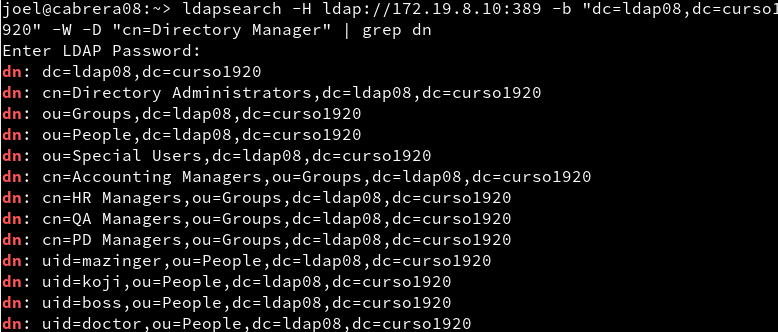 joel@cabrera08:~> ldapsearch -H ldap://172.19.8.10:389 -b "dc=ldap08,dc=curso1
920" -W -D "cn=Directory Manager" | grep dn
Enter LDAP Password:
dn: dc=ldap08,dc=curso1920
dn: cn=Directory Administrators,dc=ldap08,dc=curso1920
dn: ou=Groups,dc=ldap08,dc=curso1920
dn: ou=People,dc=ldap08,dc=curso1920
dn: ou=Special Users,dc=ldap08,dc=curso1920
dn: cn=Accounting Managers,ou=Groups,dc=ldap08,dc=curso1920
dn: cn=HR Managers,ou=Groups,dc=ldap08,dc=curso1920
dn: cn=QA Managers,ou=Groups,dc=ldap08,dc=curso1920
dn: cn=PD Managers,ou=Groups,dc=ldap08,dc=curso1920
dn: uid=mazinger,ou=People,dc=ldap08,dc=curso1920
dn: uid=koji,ou=People,dc=ldap08,dc=curso1920
dn: uid=boss,ou=People,dc=ldap08,dc=curso1920
dn: uid=doctor,ou=People,dc=ldap08,dc=curso1920